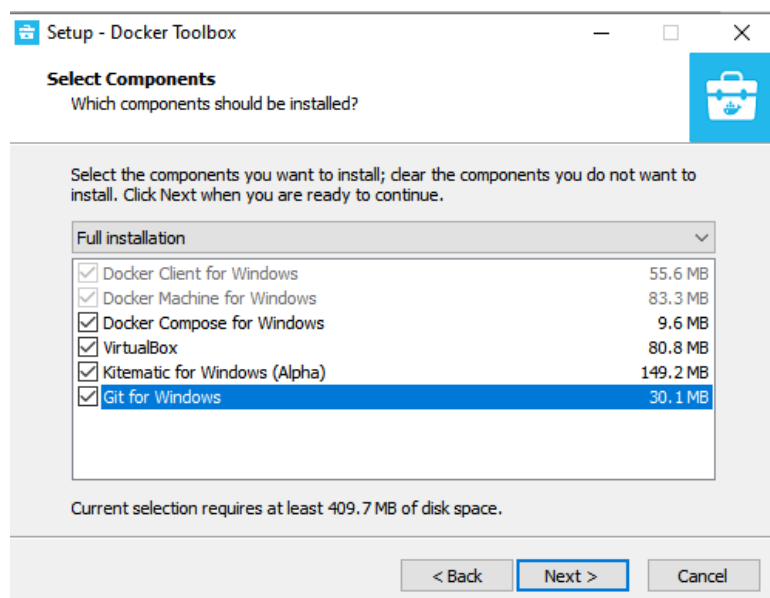 Setup - Docker Toolbox
Select Components
Which components should be installed?
Select the components you want to install; clear the components you do not want to
install. Click Next when you are ready to continue.
Full installation
Docker Client for Windows 55.6 MB
Docker Machine for Windows 83.3 MB
Docker Compose for Windows 9.6 MB
VirtualBox 80.8 MB
Kitematic for Windows (Alpha) 149.2 MB
Git for Windows 30.1 MB
Current selection requires at least 409.7 MB of disk space.
< Back Next > Cancel